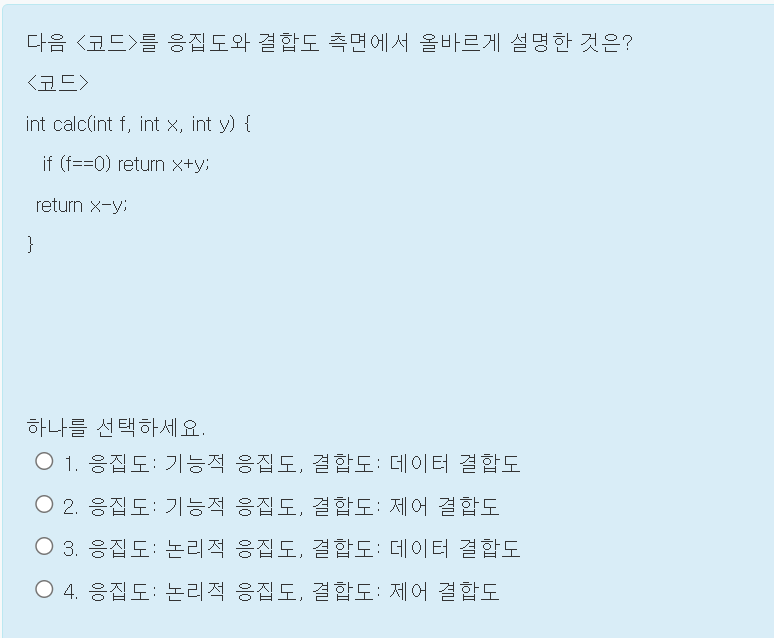 다음 <코드>를 응집도와 결합도 측면에서 올바르게 설명한 것은?
<코드>
int calc(int f, int x, int y) {
if (f==0) return x+y;
return x-y;
}
하나를 선택하세요.
1. 응집도: 기능적 응집도, 결합도: 데이터 결합도
2. 응집도: 기능적 응집도, 결합도: 제어 결합도
3. 응집도: 논리적 응집도, 결합도: 데이터 결합도
4. 응집도: 논리적 응집도, 결합도: 제어 결합도